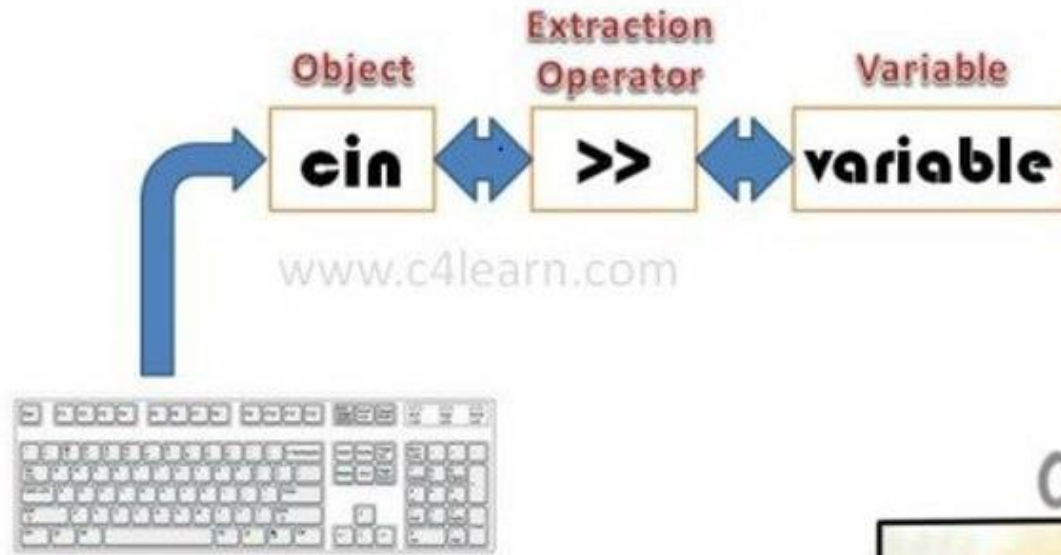 Object
Extraction
Operator
Variable
cin
>>
variable
www.c4learn.com